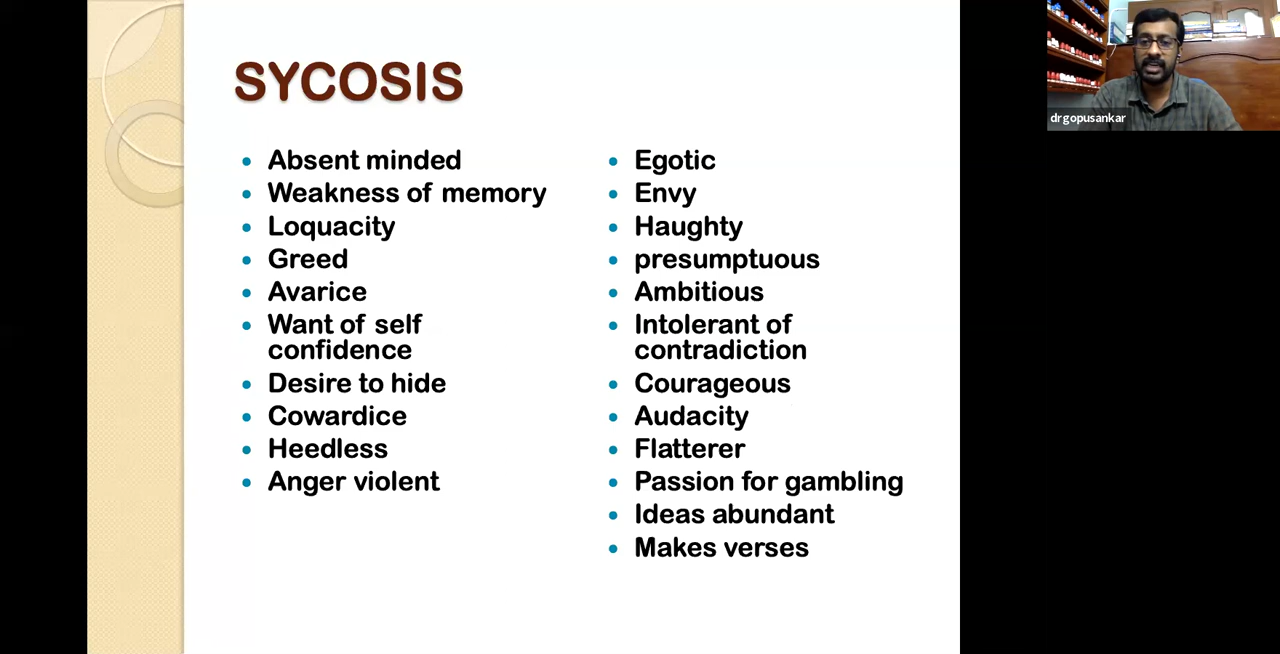 SYCOSIS
Absent minded
Weakness of memory
Loquacity
Greed
Avarice
Want of self
confidence
Desire to hide
Cowardice
Heedless
Anger violent
Egotic
Envy
Haughty
presumptuous
Ambitious
Intolerant of
contradiction
Courageous
Audacity
Flatterer
Passion for gambling
Ideas abundant
Makes verses
drgopusankar